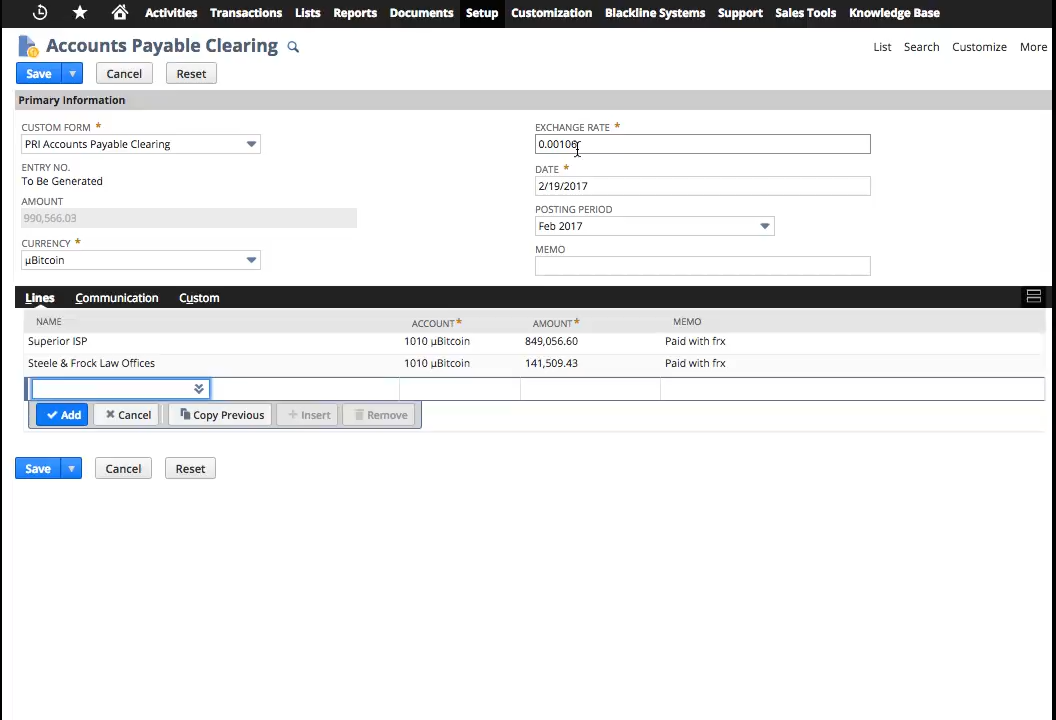 Activities Transactions Lists Reports Documents Setup Customization Blackline Systems Support Sales Tools Knowledge Base
Accounts Payable Clearing
List Search Customize More
Save Cancel Reset
Primary Information
CUSTOM FORM *
PRI Accounts Payable Clearing
ENTRY NO.
To Be Generated
AMOUNT
990,566.03
CURRENCY *
µBitcoin
EXCHANGE RATE *
0.00106
DATE *
2/19/2017
POSTING PERIOD
Feb 2017
MEMO
Lines Communication Custom
NAME ACCOUNT* AMOUNT* MEMO
Superior ISP 1010 µBitcoin 849,056.60 Paid with frx
Steele & Frock Law Offices 1010 µBitcoin 141,509.43 Paid with frx
Add Cancel Copy Previous Insert Remove
Save Cancel Reset